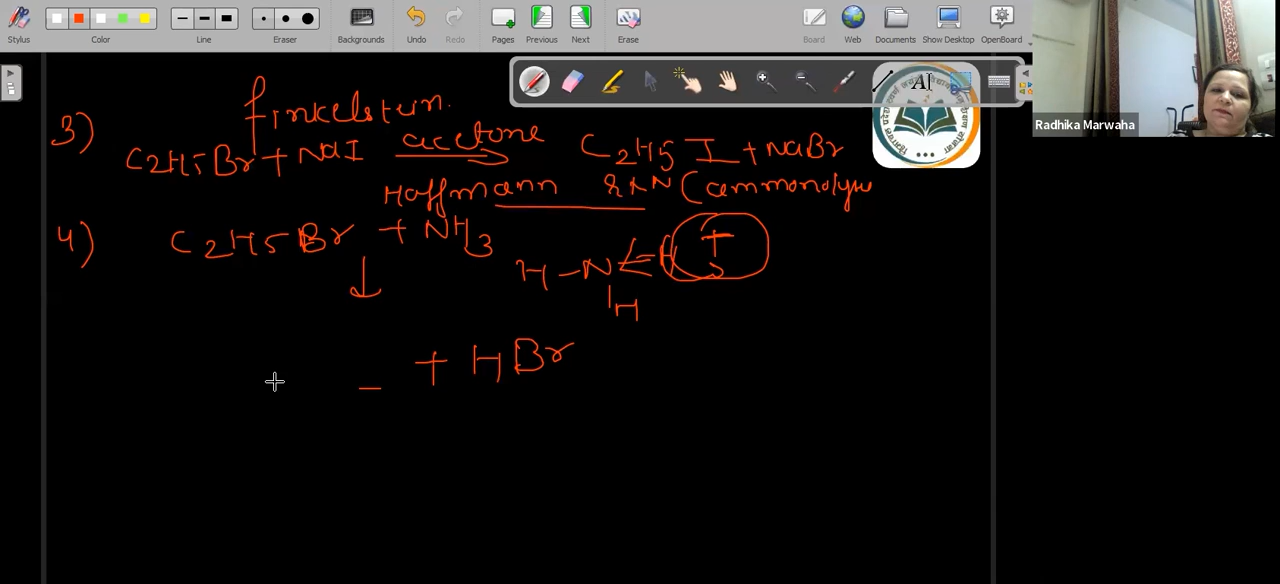 Stylus Color Line Eraser Backgrounds Undo Redo Pages Previous Next Erase Board Web Documents Show Desktop OpenBoard
AI
Radhika Marwaha
finkelstein.
3) C2H5Br + NaI acetone C2H5I + NaBr
Hoffmann rxn (ammonolysis
4) C2H5Br + NH3
H - N - H
H
+ HBr